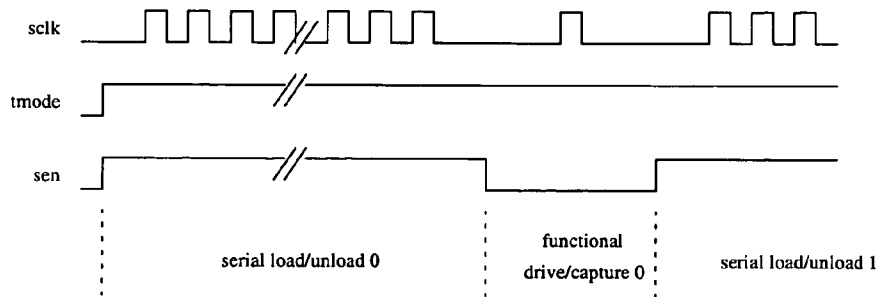 sclk
tmode
sen
serial load/unload 0
functional
drive/capture 0
serial load/unload 1